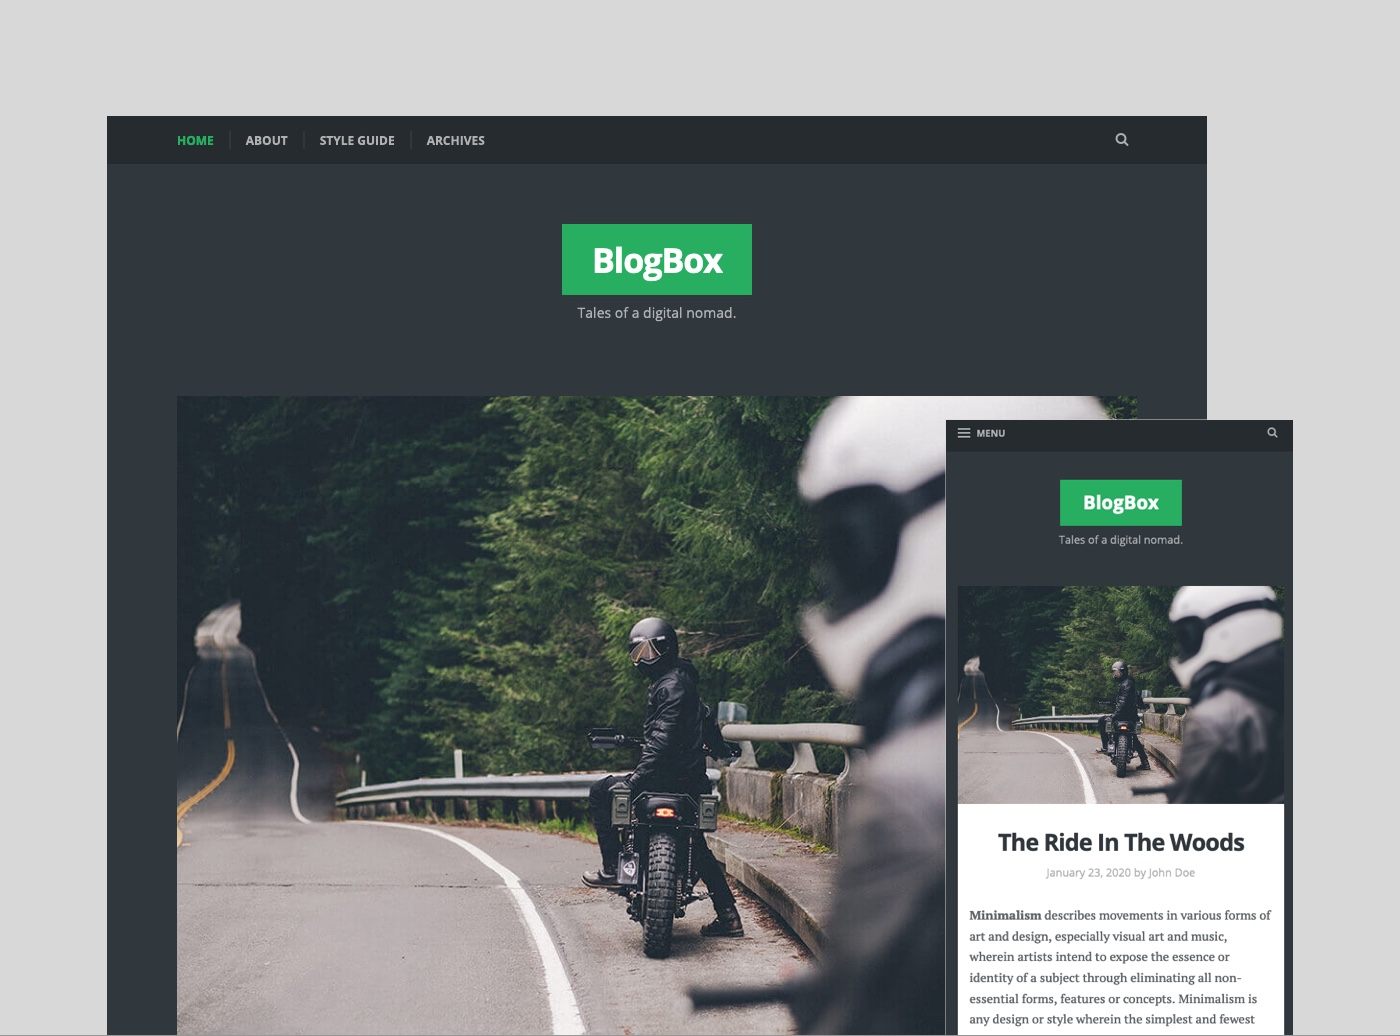 HOME ABOUT STYLE GUIDE ARCHIVES
BlogBox
Tales of a digital nomad.
MENU
BlogBox
Tales of a digital nomad.
The Ride In The Woods
January 23, 2020 by John Doe
Minimalism describes movements in various forms of
art and design, especially visual art and music,
wherein artists intend to expose the essence or
identity of a subject through eliminating all non-
essential forms, features or concepts. Minimalism is
any design or style wherein the simplest and fewest